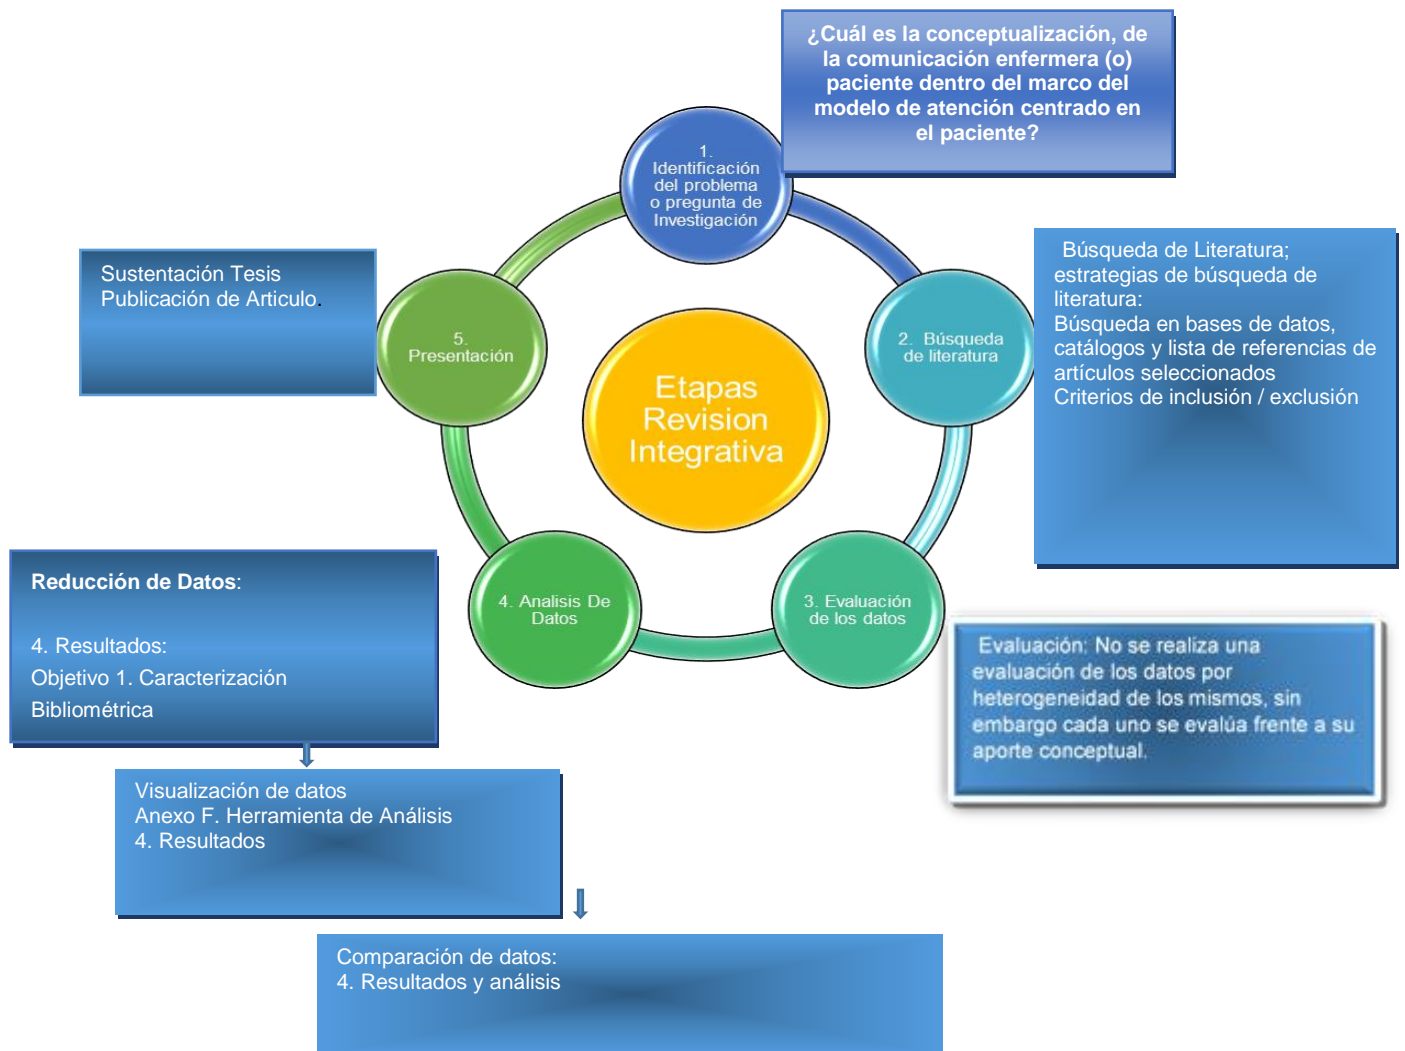 ¿Cuál es la conceptualización, de
la comunicación enfermera (o)
paciente dentro del marco del
modelo de atención centrado en
el paciente?
1.
Identificación
del problema
o pregunta de
Investigación
Búsqueda de Literatura;
estrategias de búsqueda de
literatura:
Búsqueda en bases de datos,
catálogos y lista de referencias de
artículos seleccionados
Criterios de inclusión / exclusión
2. Búsqueda
de literatura
Sustentación Tesis
Publicación de Articulo.
5.
Presentación
Etapas
Revision
Integrativa
3. Evaluación
de los datos
Evaluación: No se realiza una
evaluación de los datos por
heterogeneidad de los mismos, sin
embargo cada uno se evalúa frente a su
aporte conceptual.
4. Analisis De
Datos
Reducción de Datos:
4. Resultados:
Objetivo 1. Caracterización
Bibliométrica
Visualización de datos
Anexo F. Herramienta de Análisis
4. Resultados
Comparación de datos:
4. Resultados y análisis